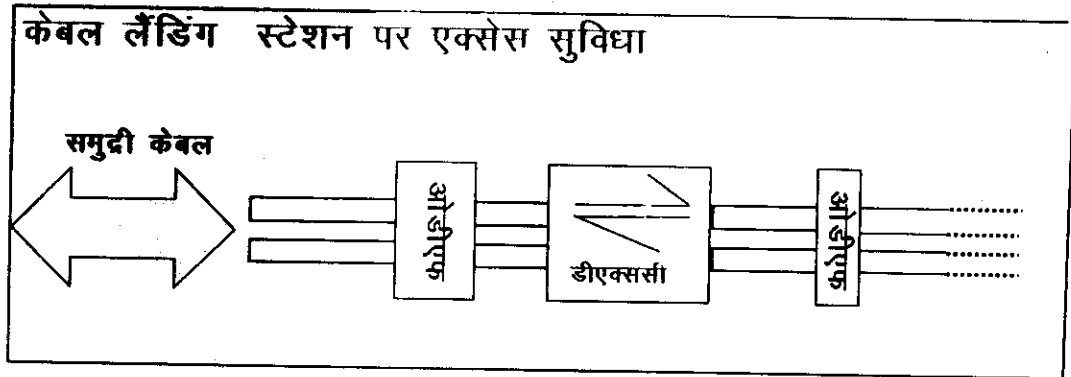 केबल लैंडिंग स्टेशन पर एक्सेस सुविधा
समुद्री केबल
ओडीएफ
डीएक्ससी
ओडीएफ